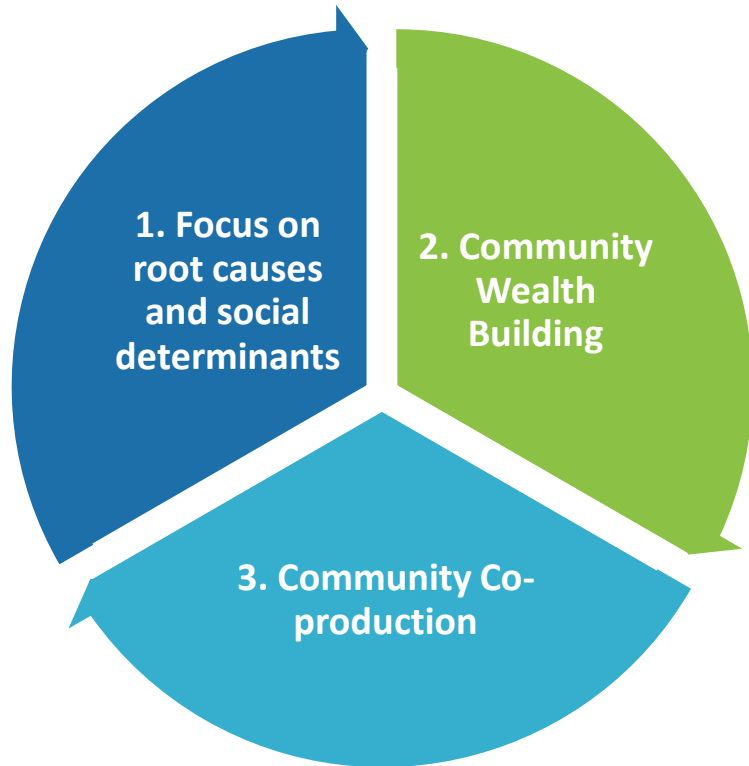 1. Focus on
root causes
and social
determinants
2. Community
Wealth
Building
3. Community Co-
production